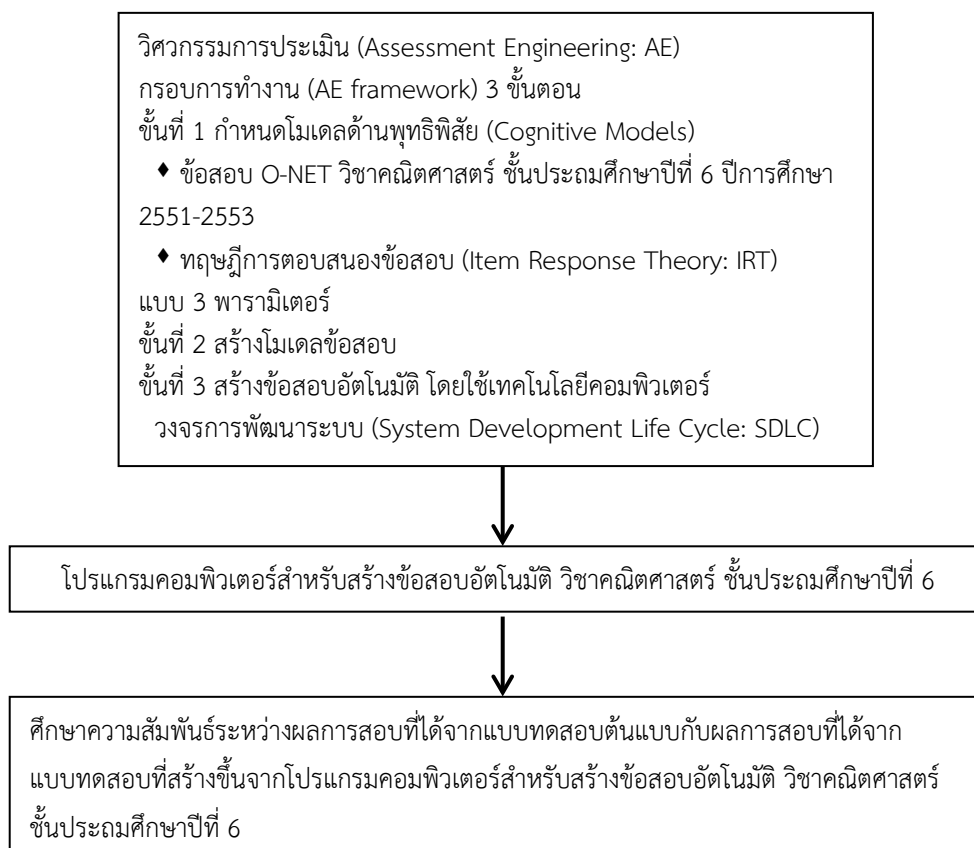 วิศวกรรมการประเมิน (Assessment Engineering: AE)
กรอบการทำงาน (AE framework) 3 ขั้นตอน
ขั้นที่ 1 กำหนดโมเดลด้านพุทธิพิสัย (Cognitive Models)
♦ ข้อสอบ O-NET วิชาคณิตศาสตร์ ชั้นประถมศึกษาปีที่ 6 ปีการศึกษา
2551-2553
♦ ทฤษฎีการตอบสนองข้อสอบ (Item Response Theory: IRT)
แบบ 3 พารามิเตอร์
ขั้นที่ 2 สร้างโมเดลข้อสอบ
ขั้นที่ 3 สร้างข้อสอบอัตโนมัติ โดยใช้เทคโนโลยีคอมพิวเตอร์
วงจรการพัฒนาระบบ (System Development Life Cycle: SDLC)
โปรแกรมคอมพิวเตอร์สำหรับสร้างข้อสอบอัตโนมัติ วิชาคณิตศาสตร์ ชั้นประถมศึกษาปีที่ 6
ศึกษาความสัมพันธ์ระหว่างผลการสอบที่ได้จากแบบทดสอบต้นแบบกับผลการสอบที่ได้จาก
แบบทดสอบที่สร้างขึ้นจากโปรแกรมคอมพิวเตอร์สำหรับสร้างข้อสอบอัตโนมัติ วิชาคณิตศาสตร์
ชั้นประถมศึกษาปีที่ 6